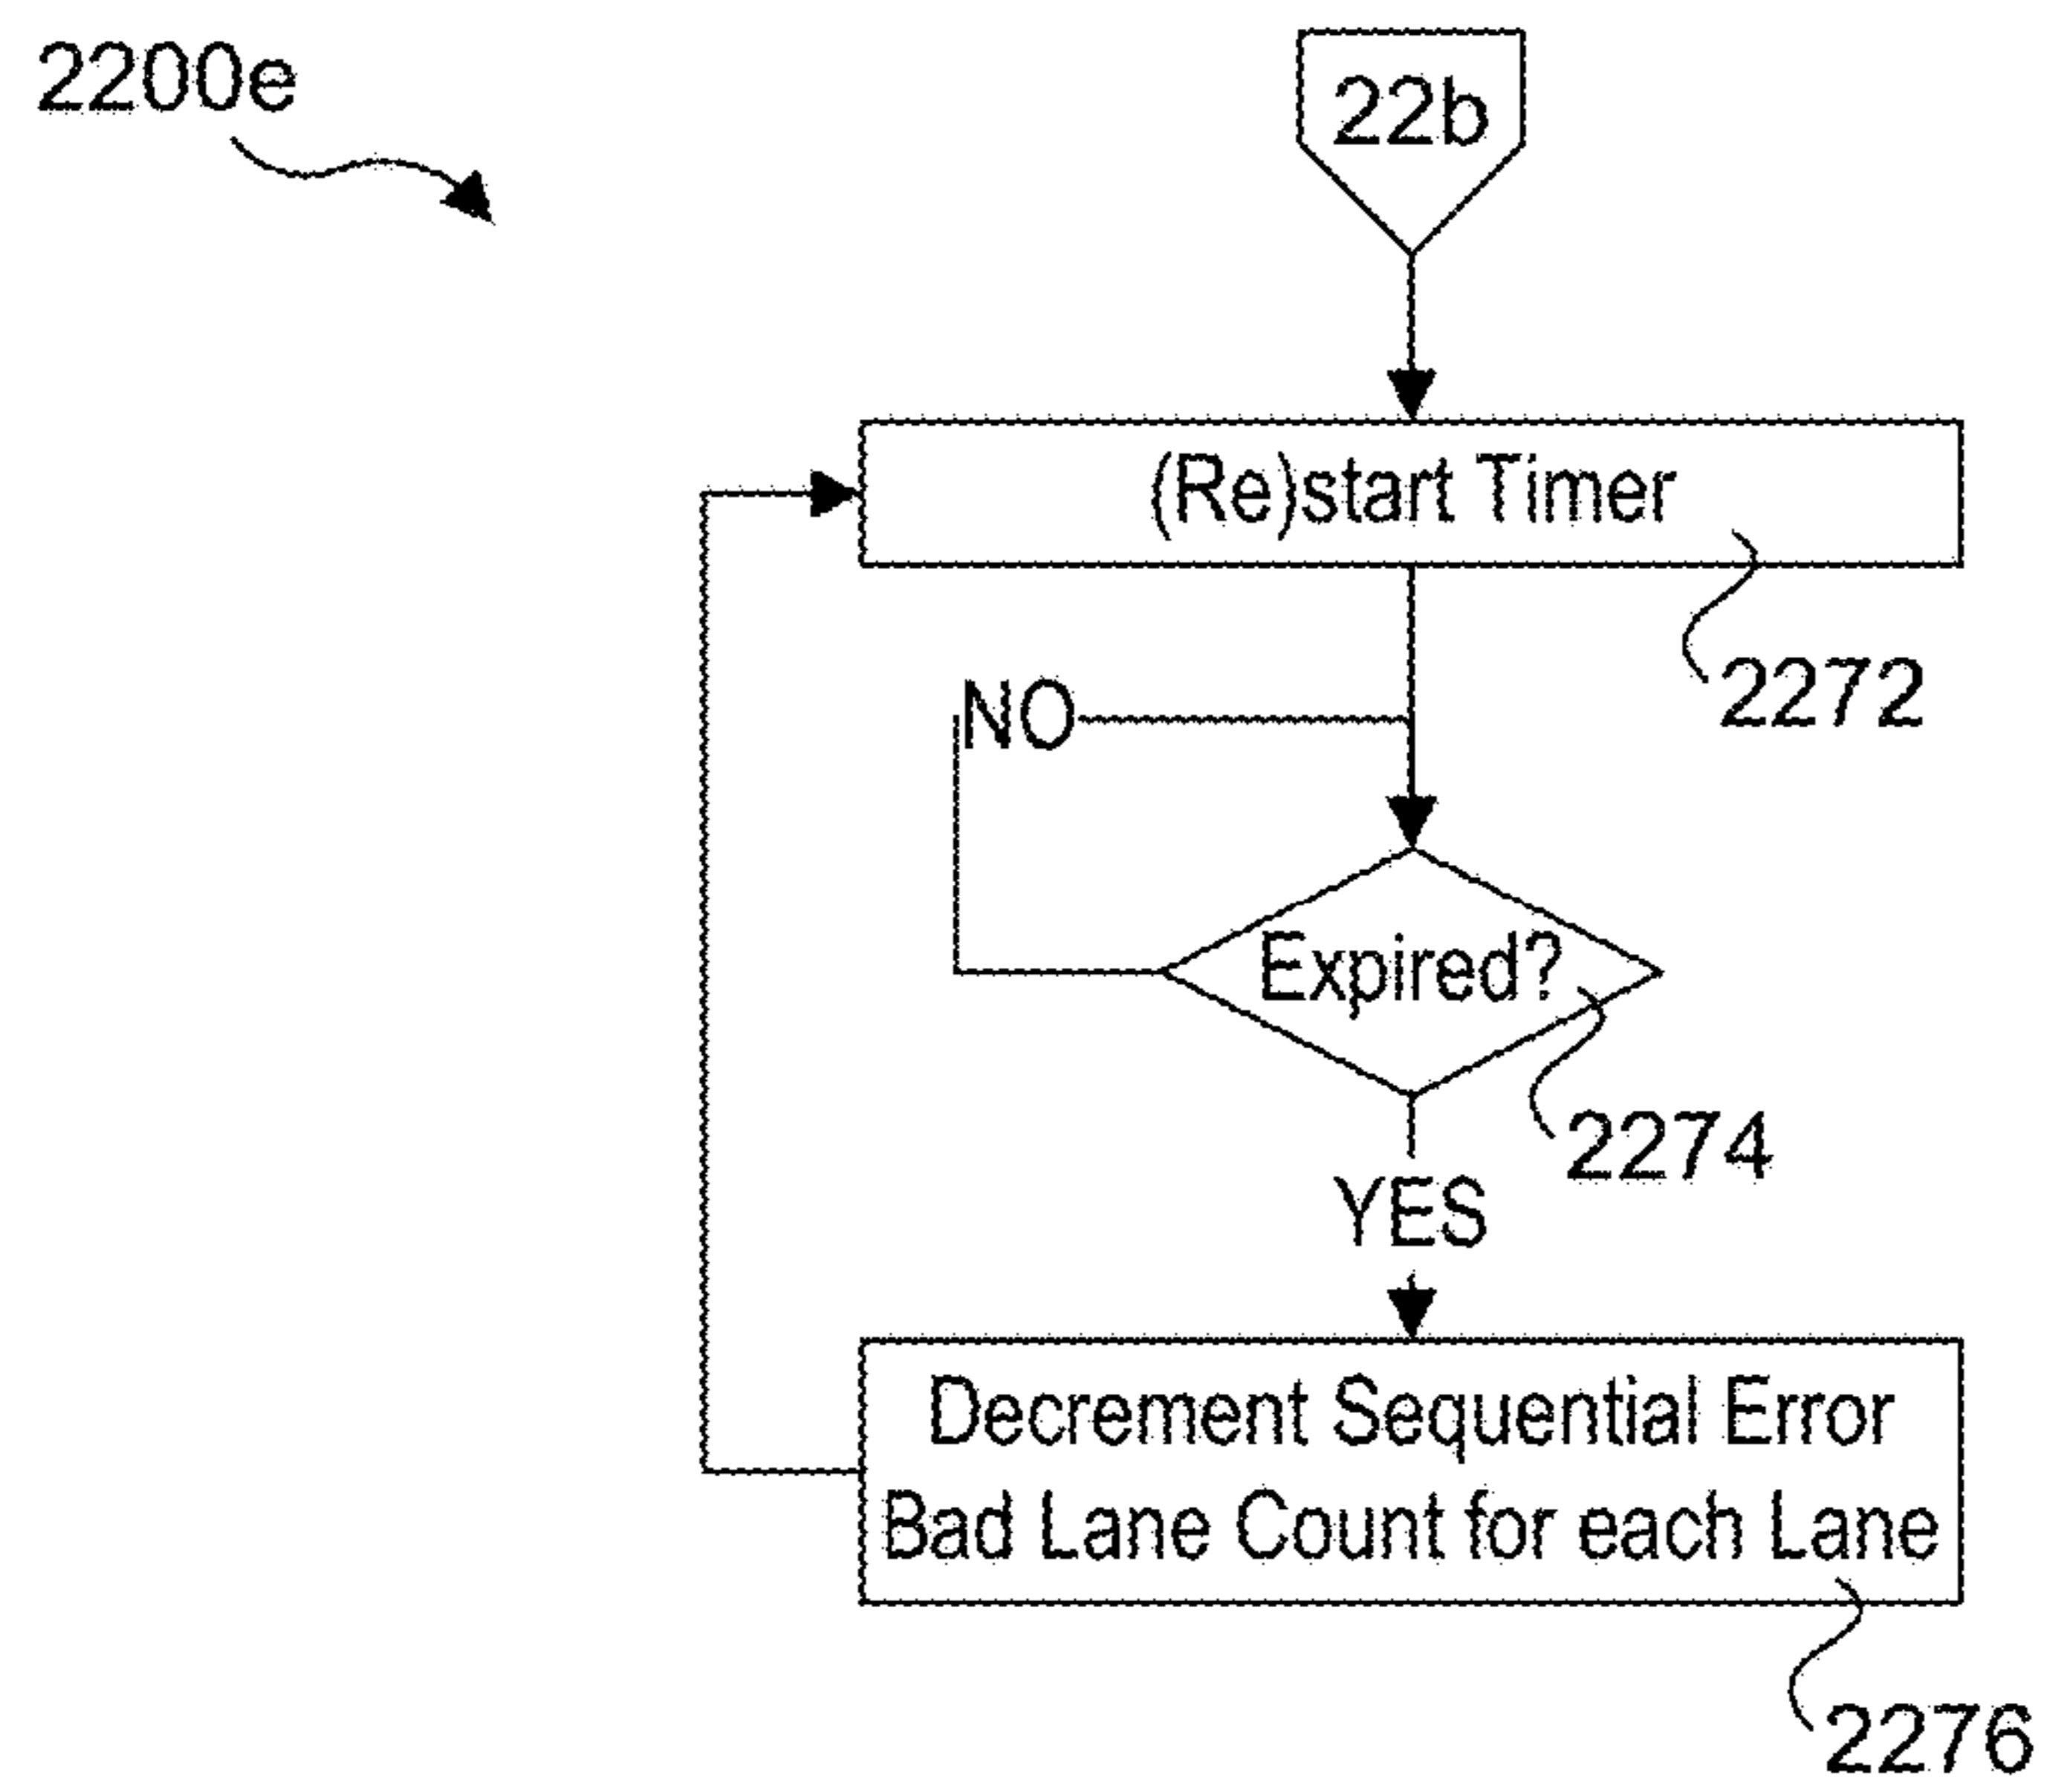 2200e
22b
(Re)start Timer
2272
NO
Expired?
2274
YES
Decrement Sequential Error
Bad Lane Count for each Lane
2276